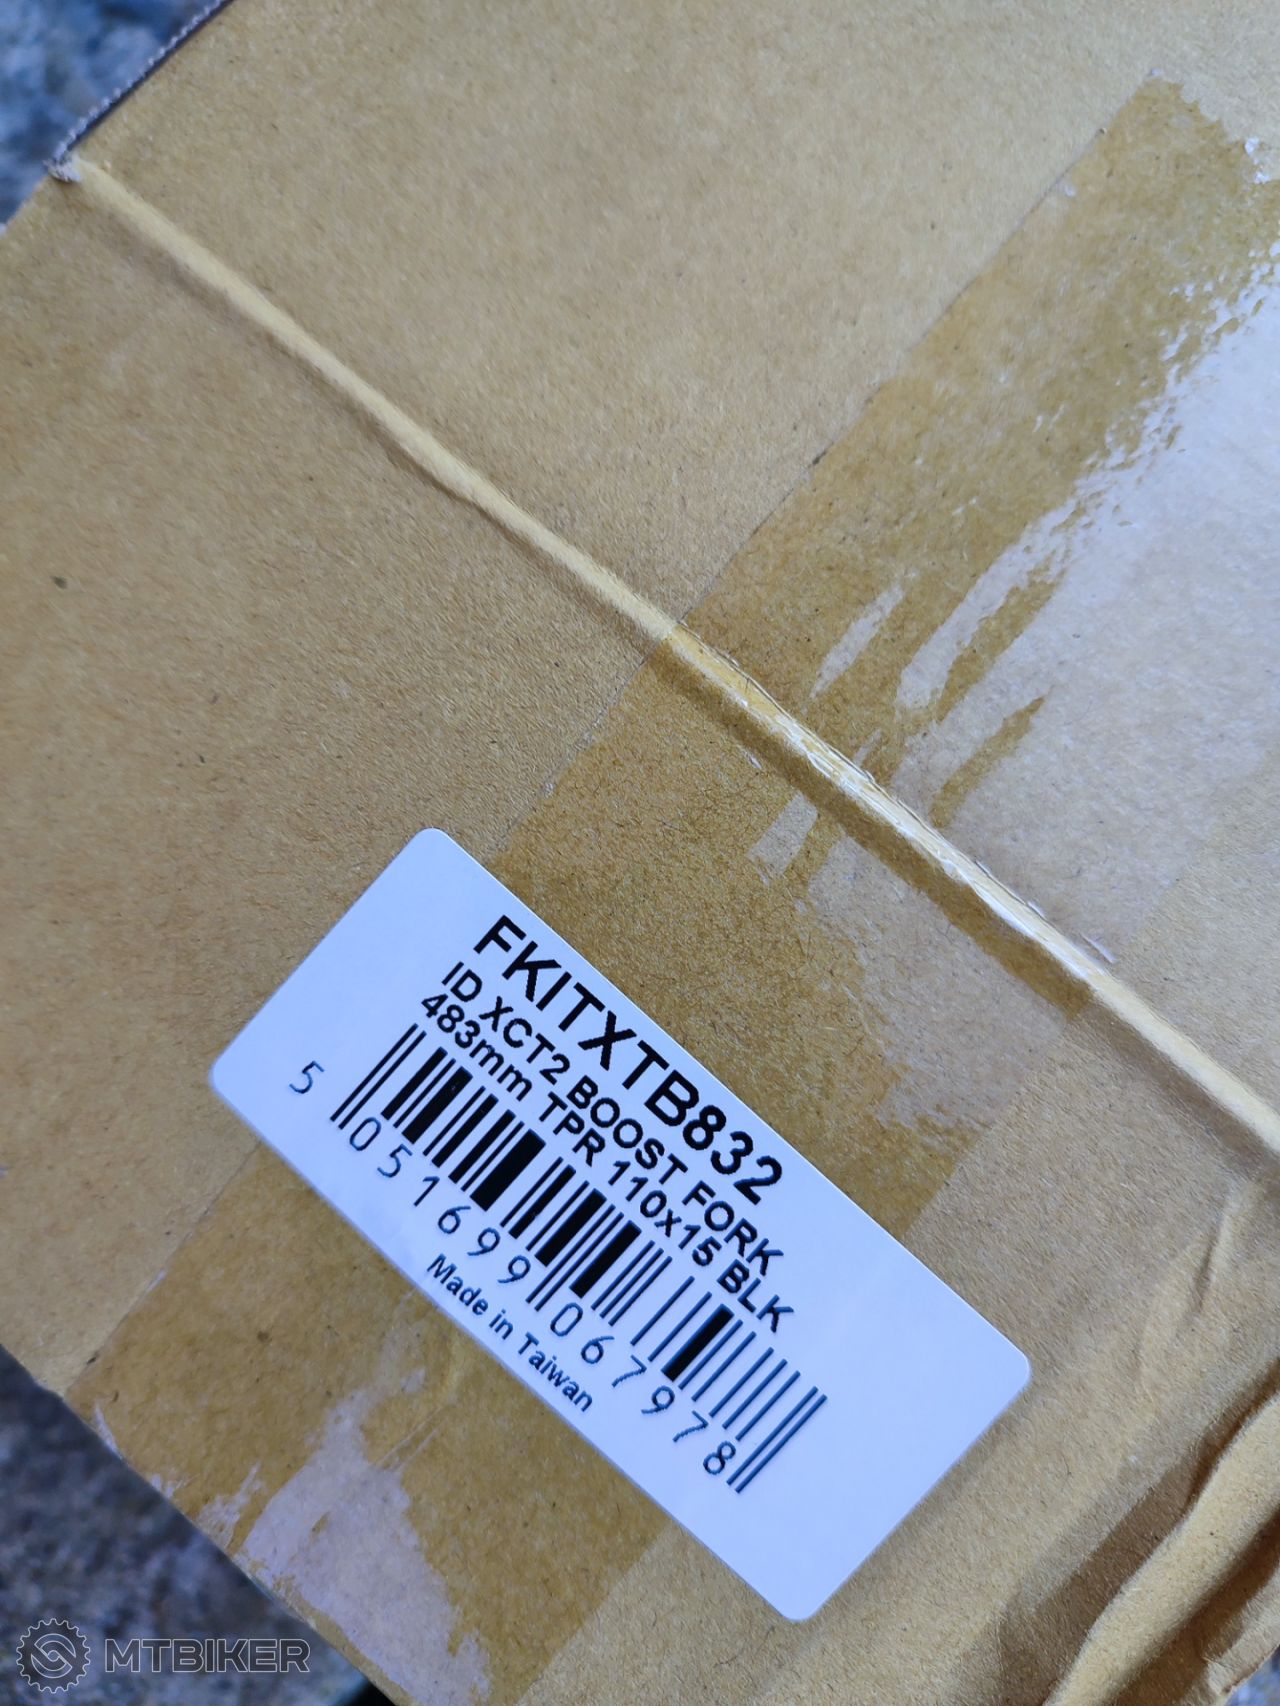 FKITXTB832
ID XCT2 BOOST FORK
483mm TPR 110x15 BLK
5 051699 067978
Made in Taiwan
MTBIKER